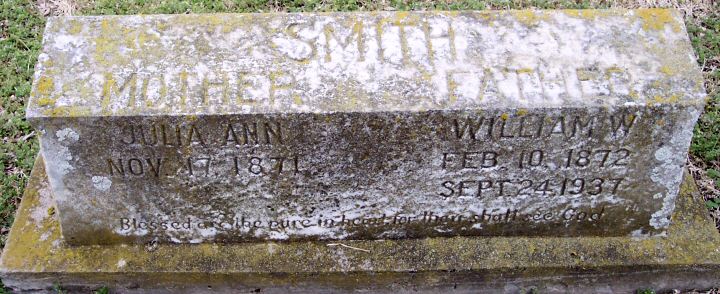 SMITH
MOTHER FATHER
JULIA ANN WILLIAM W
NOV. 17, 1871 FEB. 10, 1872
SEPT. 24, 1937
Blessed are the pure in heart for they shall see God